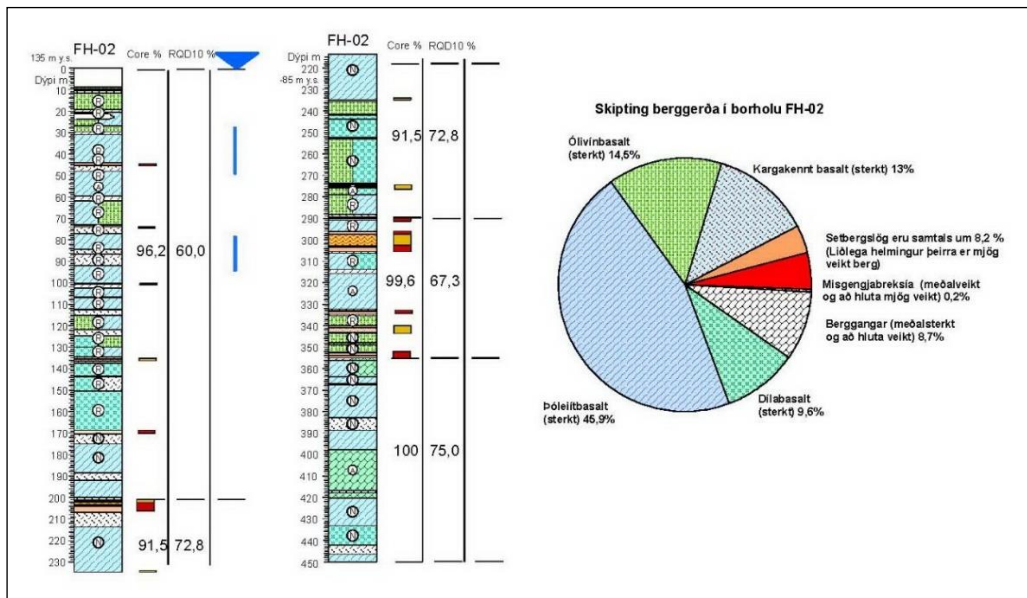 FH-02
Core % RQD10 %
135 m y.s.
0
Dýpi m
10
20
30
40
50
60
70
80
90
100
110
120
130
140
150
160
170
180
190
200
210
220
230
R
R
R
R
R
R
A
R
R
R
R
R
R
R
R
R
R
R
R
R
R
N
N
N
96,2 60,0
91,5 72,8
FH-02
Core % RQD10 %
Dýpi m
220
-85 m y.s.
230
240
250
260
270
280
290
300
310
320
330
340
350
360
370
380
390
400
410
420
430
440
450
N
N
N
A
R
R
R
A
R
N
N
N
N
N
N
A
N
N
91,5 72,8
99,6 67,3
100 75,0
Skipting berggerða í borholu FH-02
Ólivínbasalt
(sterkt) 14,5%
Kargakennt basalt (sterkt) 13%
Setbergslög eru samtals um 8,2 %
(Liðlega helmingur þeirra er mjög
veikt berg)
Misgengjabreksía (meðalveikt
og að hluta mjög veikt) 0,2%
Berggangar (meðalsterkt
og að hluta veikt) 8,7%
Dílabasalt
(sterkt) 9,6%
Þóleiítbasalt
(sterkt) 45,9%